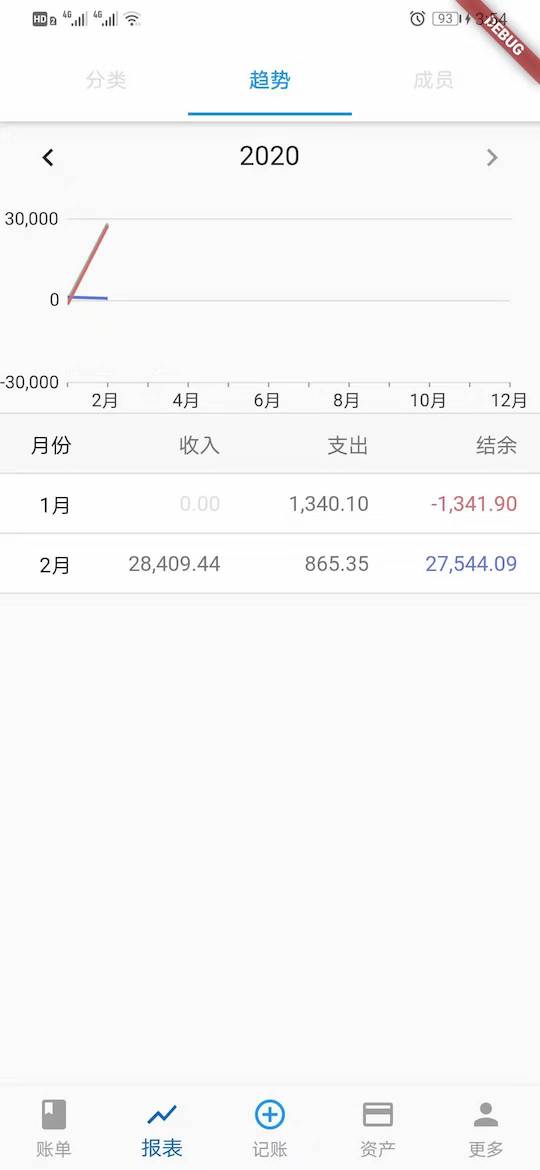 HD 2 4G 4G 93 3:54
DEBUG
分类 趋势 成员
2020
30,000
0
-30,000
2月 4月 6月 8月 10月 12月
月份 收入 支出 结余
1月 0.00 1,340.10 -1,341.90
2月 28,409.44 865.35 27,544.09
账单 报表 记账 资产 更多